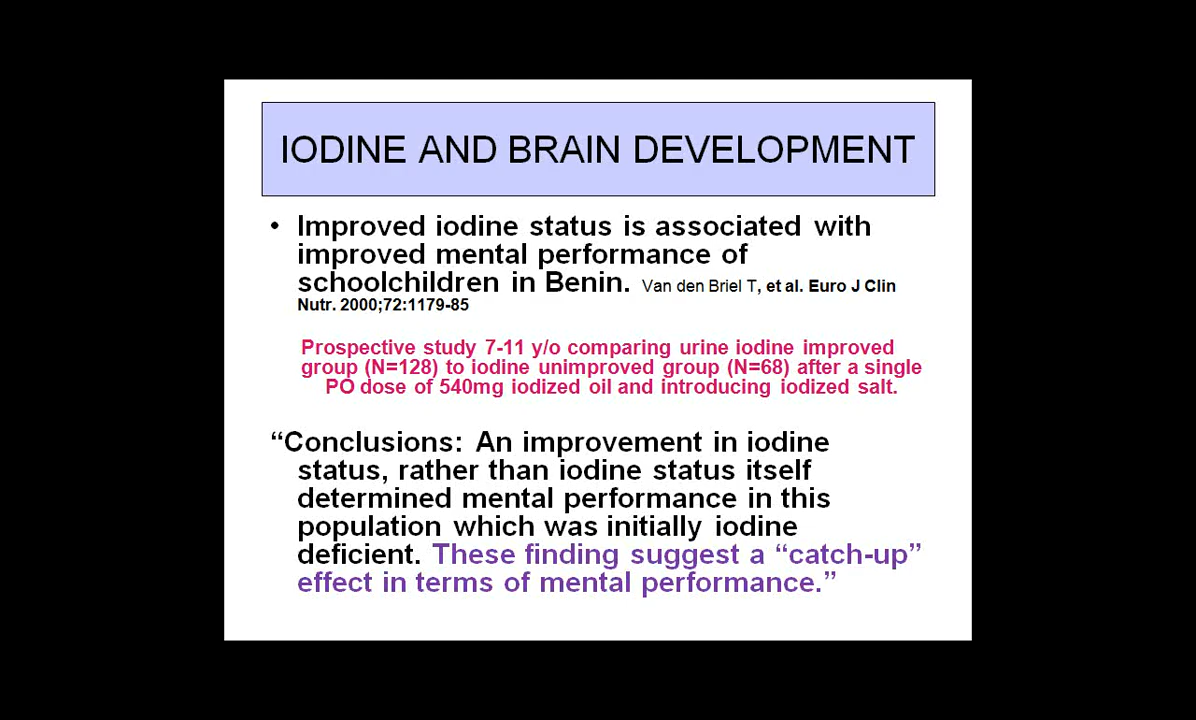 IODINE AND BRAIN DEVELOPMENT
• Improved iodine status is associated with
improved mental performance of
schoolchildren in Benin. Van den Briel T, et al. Euro J Clin
Nutr. 2000;72:1179-85
Prospective study 7-11 y/o comparing urine iodine improved
group (N=128) to iodine unimproved group (N=68) after a single
PO dose of 540mg iodized oil and introducing iodized salt.
“Conclusions: An improvement in iodine
status, rather than iodine status itself
determined mental performance in this
population which was initially iodine
deficient. These finding suggest a “catch-up”
effect in terms of mental performance.”